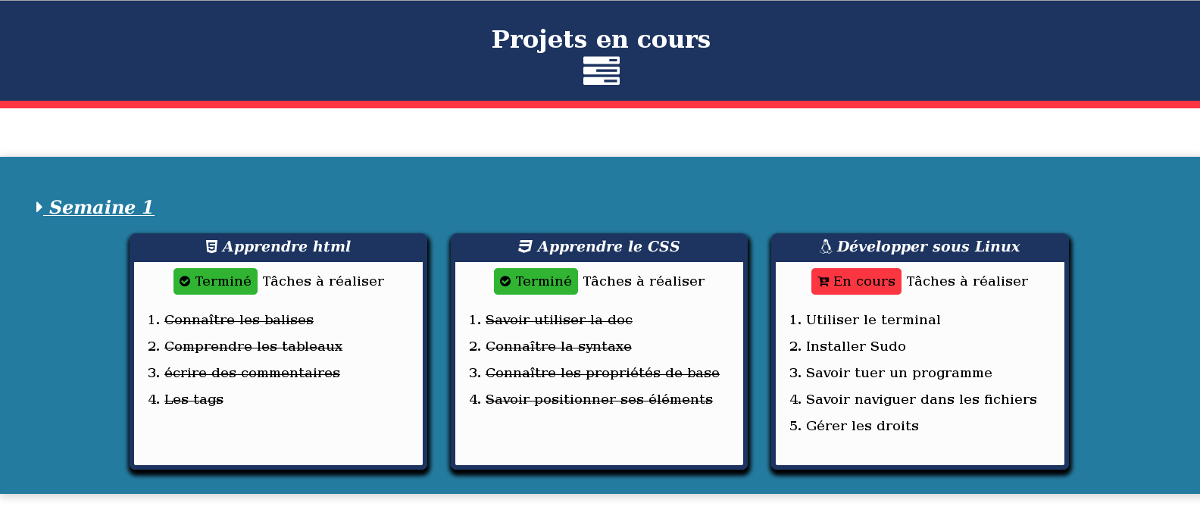 Projets en cours
Semaine 1
Apprendre html
Terminé Tâches à réaliser
1. Connaître les balises
2. Comprendre les tableaux
3. écrire des commentaires
4. Les tags
Apprendre le CSS
Terminé Tâches à réaliser
1. Savoir utiliser la doc
2. Connaître la syntaxe
3. Connaître les propriétés de base
4. Savoir positionner ses éléments
Développer sous Linux
En cours Tâches à réaliser
1. Utiliser le terminal
2. Installer Sudo
3. Savoir tuer un programme
4. Savoir naviguer dans les fichiers
5. Gérer les droits